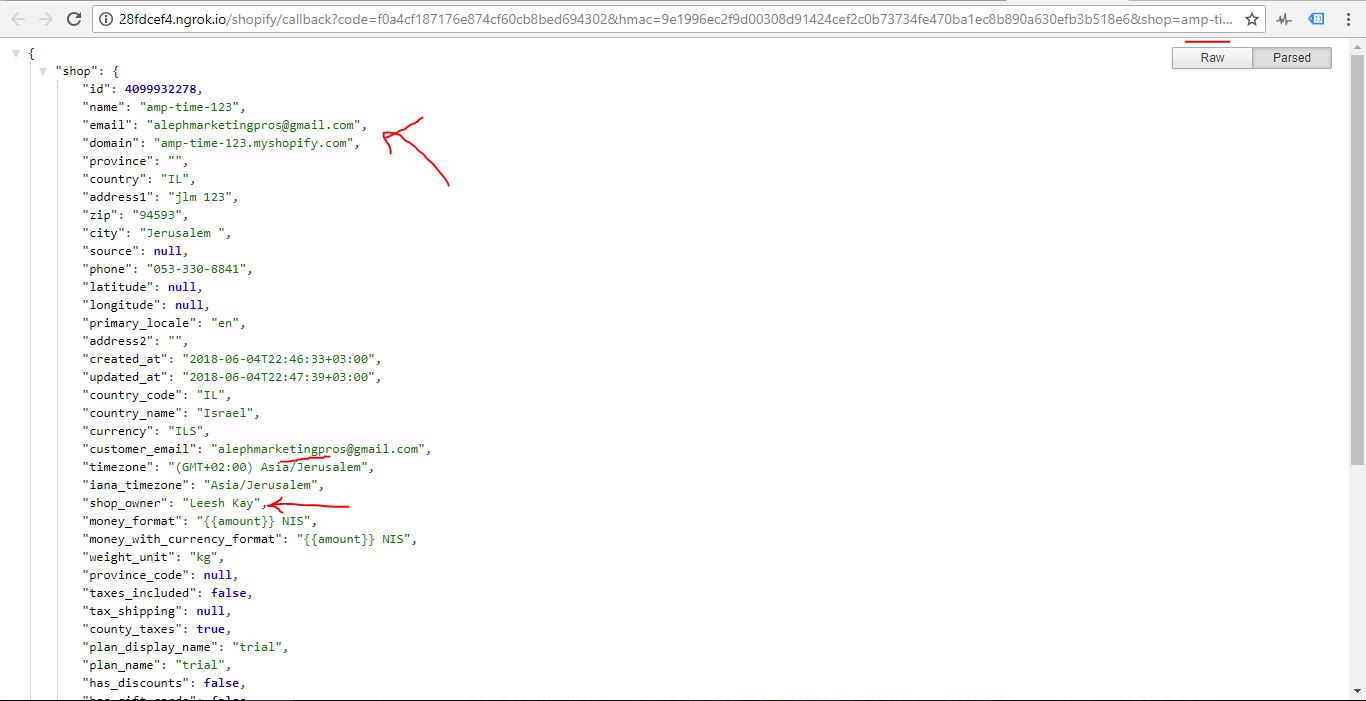 28fdcef4.ngrok.io/shopify/callback?code=f0a4cf187176e874cf60cb8bed694302&hmac=9e1996ec2f9d00308d91424cef2c0b73734fe470ba1ec8b890a630efb3b518e6&shop=amp-ti...
Raw Parsed
{
"shop": {
"id": 4099932278,
"name": "amp-time-123",
"email": "alephmarketingpros@gmail.com",
"domain": "amp-time-123.myshopify.com",
"province": "",
"country": "IL",
"address1": "jlm 123",
"zip": "94593",
"city": "Jerusalem ",
"source": null,
"phone": "053-330-8841",
"latitude": null,
"longitude": null,
"primary_locale": "en",
"address2": "",
"created_at": "2018-06-04T22:46:33+03:00",
"updated_at": "2018-06-04T22:47:39+03:00",
"country_code": "IL",
"country_name": "Israel",
"currency": "ILS",
"customer_email": "alephmarketingpros@gmail.com",
"timezone": "(GMT+02:00) Asia/Jerusalem",
"iana_timezone": "Asia/Jerusalem",
"shop_owner": "Leesh Kay",
"money_format": "{{amount}} NIS",
"money_with_currency_format": "{{amount}} NIS",
"weight_unit": "kg",
"province_code": null,
"taxes_included": false,
"tax_shipping": null,
"county_taxes": true,
"plan_display_name": "trial",
"plan_name": "trial",
"has_discounts": false,